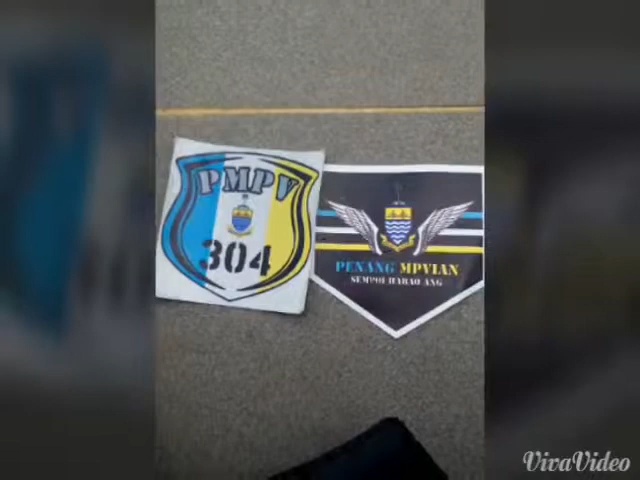 PMPV
304
PENANG MPVIAN
SEMPOI HABAQ ANG
VivaVideo